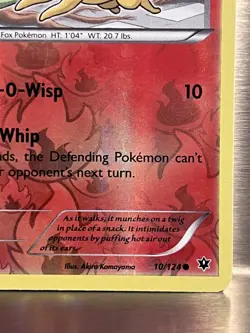 Fox Pokémon HT: 1'04" WT: 20.7 lbs.
-O-Wisp 10
Whip
ds, the Defending Pokémon can't
r opponent's next turn.
As it walks, it munches on a twig
in place of a snack. It intimidates
opponents by puffing hot air out
of its ears.
Illus. Akira Komayama
10/124